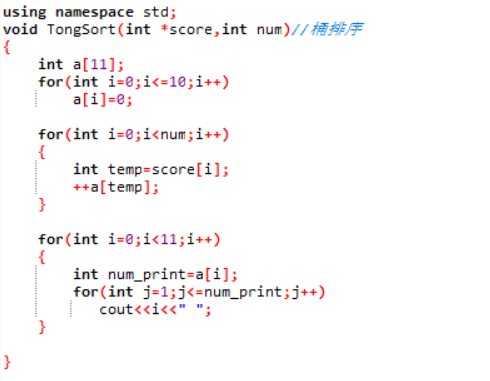 using namespace std;
void TongSort(int *score,int num)//桶排序
{
    int a[11];
    for(int i=0;i<=10;i++)
        a[i]=0;
    for(int i=0;i<num;i++)
    {
        int temp=score[i];
        ++a[temp];
    }
    for(int i=0;i<11;i++)
    {
        int num_print=a[i];
        for(int j=1;j<=num_print;j++)
           cout<<i<<" ";
    }
}